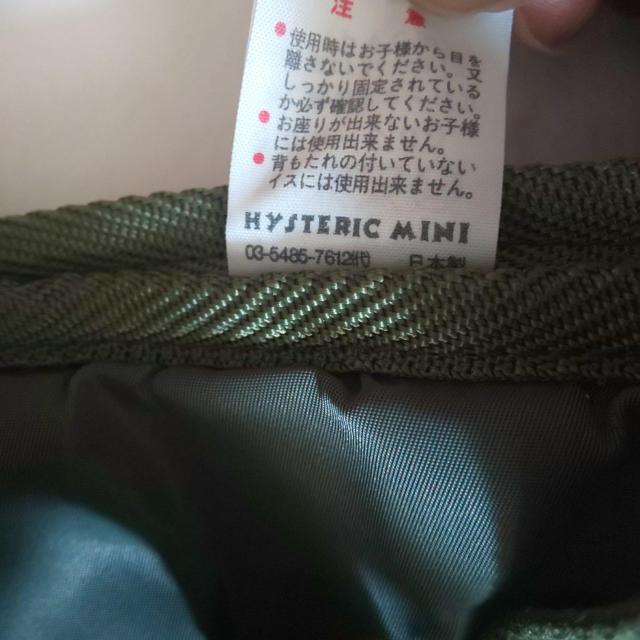 注 意
• 使用時はお子様から目を
離さないでください。又
しっかり固定されている
か必ず確認してください。
• お座りが出来ないお子様
には使用出来ません。
• 背もたれの付いていない
イスには使用出来ません。
HYSTERIC MINI
03-5485-7612代 日本製